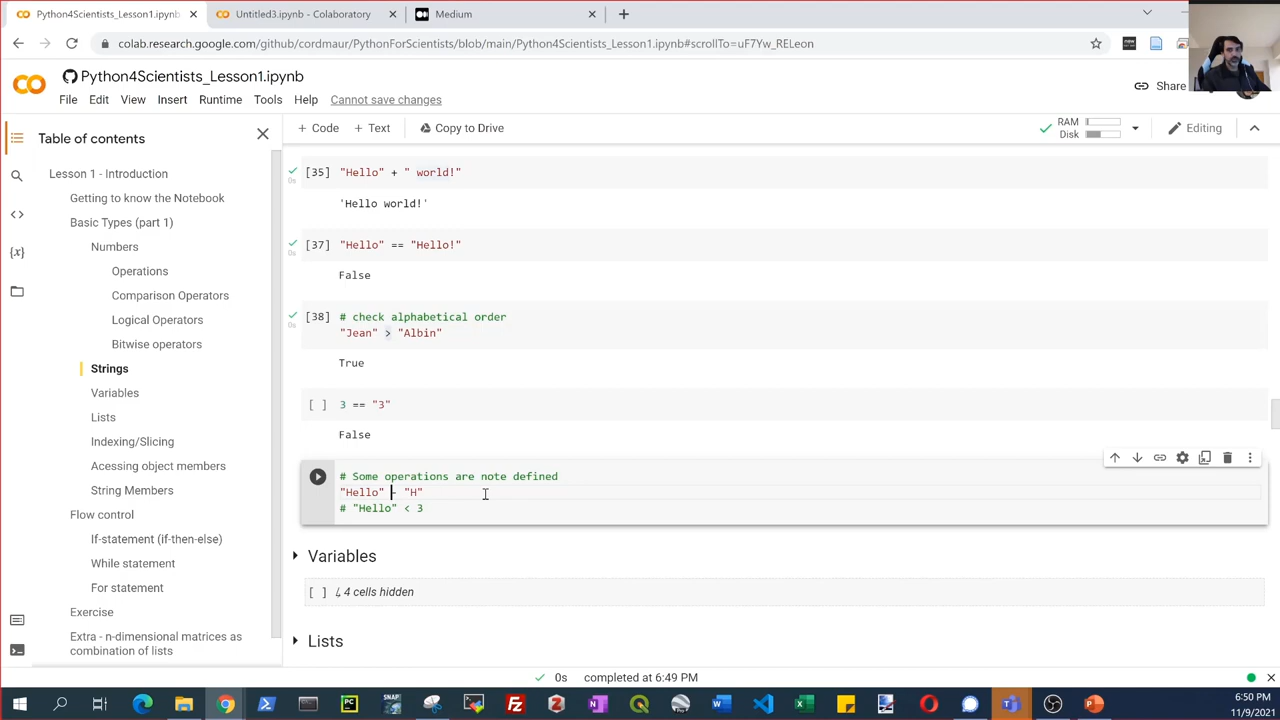 Python4Scientists_Lesson1.ipynb
Untitled3.ipynb - Colaboratory
Medium
colab.research.google.com/github/cordmaur/PythonForScientists/blob/main/Python4Scientists_Lesson1.ipynb#scrollTo=uF7Yw_RELeon
Python4Scientists_Lesson1.ipynb
File Edit View Insert Runtime Tools Help Cannot save changes
Share
Table of contents
+ Code + Text Copy to Drive
RAM
Disk
Editing
Lesson 1 - Introduction
Getting to know the Notebook
Basic Types (part 1)
Numbers
Operations
Comparison Operators
Logical Operators
Bitwise operators
Strings
Variables
Lists
Indexing/Slicing
Acessing object members
String Members
Flow control
If-statement (if-then-else)
While statement
For statement
Exercise
Extra - n-dimensional matrices as
combination of lists
[35] "Hello" + " world!"
0s
'Hello world!'
[37] "Hello" == "Hello!"
0s
False
[38] # check alphabetical order
0s
"Jean" > "Albin"
True
[ ] 3 == "3"
False
# Some operations are note defined
"Hello" - "H"
# "Hello" < 3
Variables
[ ] ↳ 4 cells hidden
Lists
0s completed at 6:49 PM
6:50 PM
11/9/2021